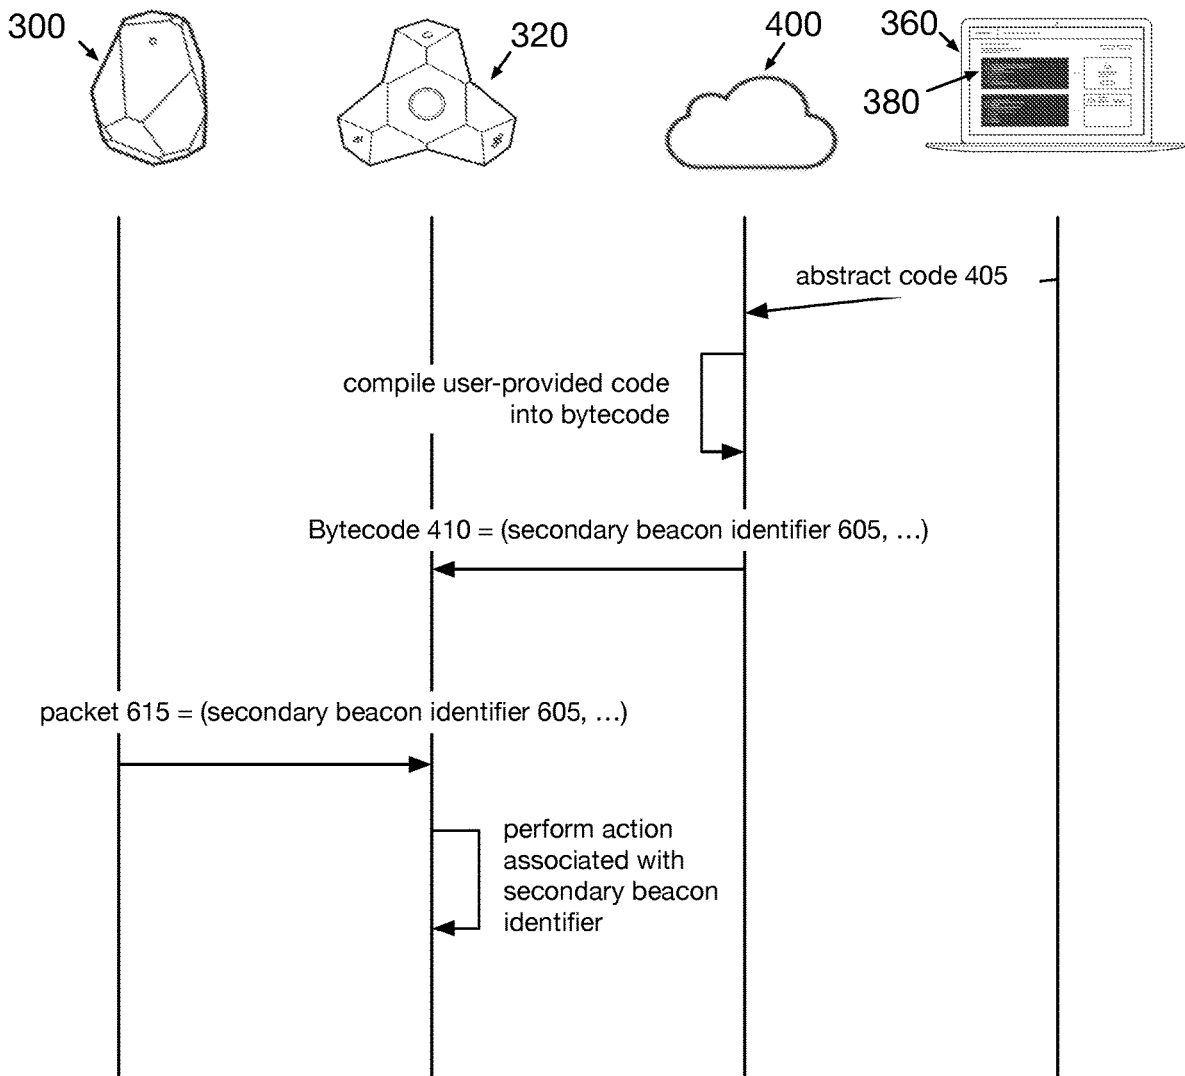 300
320
400
360
380
abstract code 405
compile user-provided code
into bytecode
Bytecode 410 = (secondary beacon identifier 605, …)
packet 615 = (secondary beacon identifier 605, …)
perform action
associated with
secondary beacon
identifier